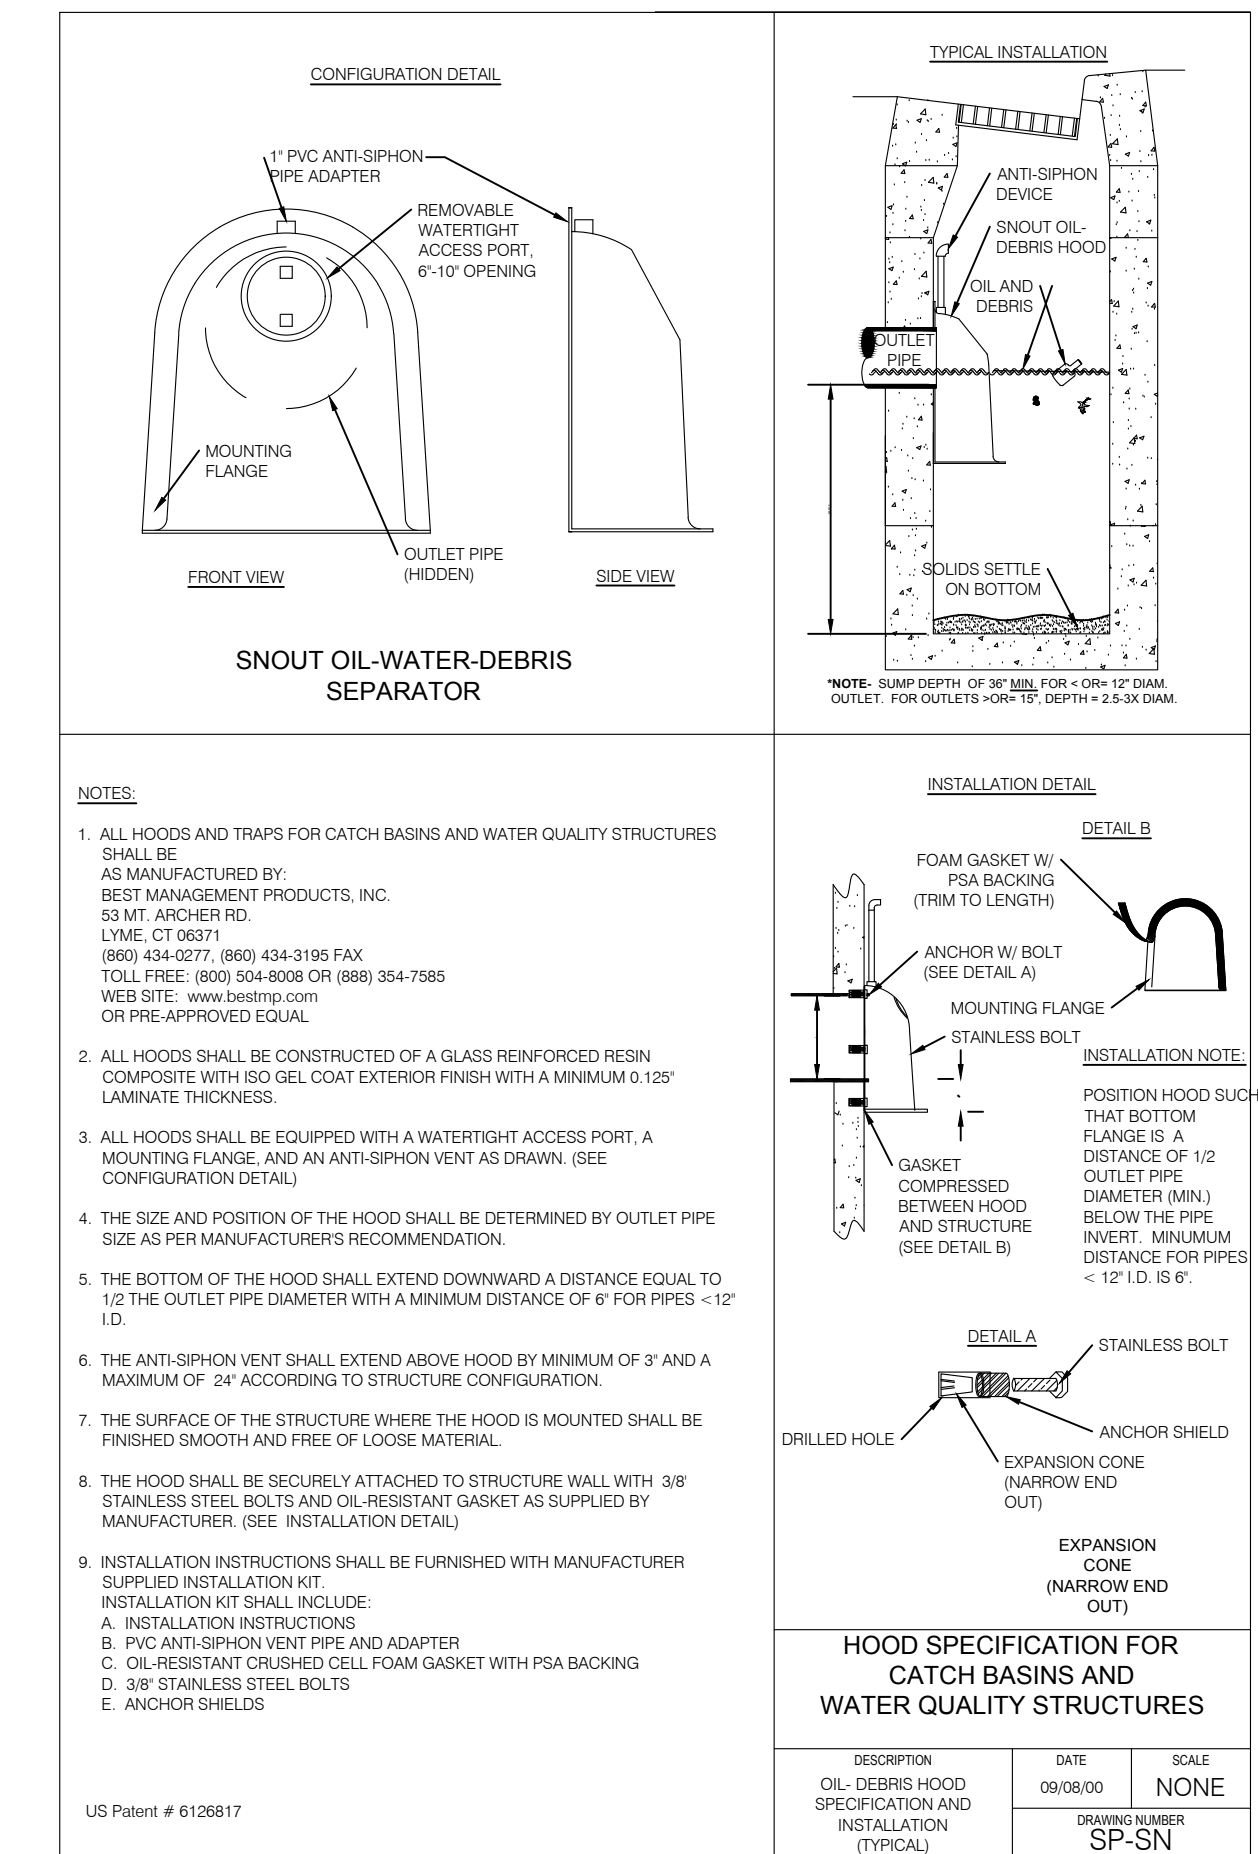 CONFIGURATION DETAIL
1" PVC ANTI-SIPHON
PIPE ADAPTER
REMOVABLE
WATERTIGHT
ACCESS PORT,
6"-10" OPENING
MOUNTING
FLANGE
OUTLET PIPE
(HIDDEN)
FRONT VIEW
SIDE VIEW
SNOUT OIL-WATER-DEBRIS
SEPARATOR
TYPICAL INSTALLATION
ANTI-SIPHON
DEVICE
SNOUT OIL-
DEBRIS HOOD
OIL AND
DEBRIS
OUTLET
PIPE
SOLIDS SETTLE
ON BOTTOM
*NOTE- SUMP DEPTH OF 36" MIN. FOR < OR= 12" DIAM.
OUTLET. FOR OUTLETS >OR= 15", DEPTH = 2.5-3X DIAM.
NOTES:
1. ALL HOODS AND TRAPS FOR CATCH BASINS AND WATER QUALITY STRUCTURES
SHALL BE
AS MANUFACTURED BY:
BEST MANAGEMENT PRODUCTS, INC.
53 MT. ARCHER RD.
LYME, CT 06371
(860) 434-0277, (860) 434-3195 FAX
TOLL FREE: (800) 504-8008 OR (888) 354-7585
WEB SITE: www.bestmp.com
OR PRE-APPROVED EQUAL
2. ALL HOODS SHALL BE CONSTRUCTED OF A GLASS REINFORCED RESIN
COMPOSITE WITH ISO GEL COAT EXTERIOR FINISH WITH A MINIMUM 0.125"
LAMINATE THICKNESS.
3. ALL HOODS SHALL BE EQUIPPED WITH A WATERTIGHT ACCESS PORT, A
MOUNTING FLANGE, AND AN ANTI-SIPHON VENT AS DRAWN. (SEE
CONFIGURATION DETAIL)
4. THE SIZE AND POSITION OF THE HOOD SHALL BE DETERMINED BY OUTLET PIPE
SIZE AS PER MANUFACTURER'S RECOMMENDATION.
5. THE BOTTOM OF THE HOOD SHALL EXTEND DOWNWARD A DISTANCE EQUAL TO
1/2 THE OUTLET PIPE DIAMETER WITH A MINIMUM DISTANCE OF 6" FOR PIPES <12"
I.D.
6. THE ANTI-SIPHON VENT SHALL EXTEND ABOVE HOOD BY MINIMUM OF 3" AND A
MAXIMUM OF 24" ACCORDING TO STRUCTURE CONFIGURATION.
7. THE SURFACE OF THE STRUCTURE WHERE THE HOOD IS MOUNTED SHALL BE
FINISHED SMOOTH AND FREE OF LOOSE MATERIAL.
8. THE HOOD SHALL BE SECURELY ATTACHED TO STRUCTURE WALL WITH 3/8'
STAINLESS STEEL BOLTS AND OIL-RESISTANT GASKET AS SUPPLIED BY
MANUFACTURER. (SEE INSTALLATION DETAIL)
9. INSTALLATION INSTRUCTIONS SHALL BE FURNISHED WITH MANUFACTURER
SUPPLIED INSTALLATION KIT.
INSTALLATION KIT SHALL INCLUDE:
A. INSTALLATION INSTRUCTIONS
B. PVC ANTI-SIPHON VENT PIPE AND ADAPTER
C. OIL-RESISTANT CRUSHED CELL FOAM GASKET WITH PSA BACKING
D. 3/8" STAINLESS STEEL BOLTS
E. ANCHOR SHIELDS
US Patent # 6126817
INSTALLATION DETAIL
DETAIL B
FOAM GASKET W/
PSA BACKING
(TRIM TO LENGTH)
ANCHOR W/ BOLT
(SEE DETAIL A)
MOUNTING FLANGE
STAINLESS BOLT
GASKET
COMPRESSED
BETWEEN HOOD
AND STRUCTURE
(SEE DETAIL B)
INSTALLATION NOTE:
POSITION HOOD SUCH
THAT BOTTOM
FLANGE IS A
DISTANCE OF 1/2
OUTLET PIPE
DIAMETER (MIN.)
BELOW THE PIPE
INVERT. MINUMUM
DISTANCE FOR PIPES
< 12" I.D. IS 6".
DETAIL A
STAINLESS BOLT
DRILLED HOLE
ANCHOR SHIELD
EXPANSION CONE
(NARROW END
OUT)
EXPANSION
CONE
(NARROW END
OUT)
HOOD SPECIFICATION FOR
CATCH BASINS AND
WATER QUALITY STRUCTURES
DESCRIPTION
OIL- DEBRIS HOOD
SPECIFICATION AND
INSTALLATION
(TYPICAL)
DATE
09/08/00
SCALE
NONE
DRAWING NUMBER
SP-SN